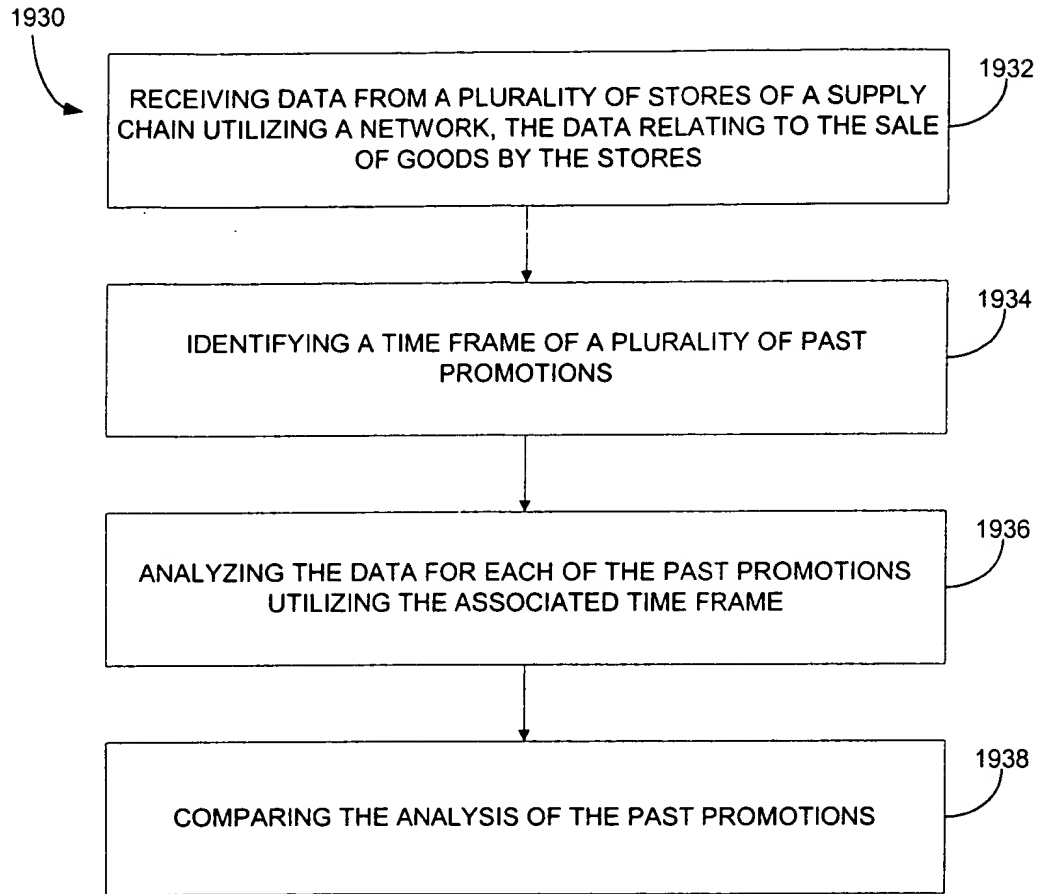 1930
1932
RECEIVING DATA FROM A PLURALITY OF STORES OF A SUPPLY
CHAIN UTILIZING A NETWORK, THE DATA RELATING TO THE SALE
OF GOODS BY THE STORES
1934
IDENTIFYING A TIME FRAME OF A PLURALITY OF PAST
PROMOTIONS
1936
ANALYZING THE DATA FOR EACH OF THE PAST PROMOTIONS
UTILIZING THE ASSOCIATED TIME FRAME
1938
COMPARING THE ANALYSIS OF THE PAST PROMOTIONS